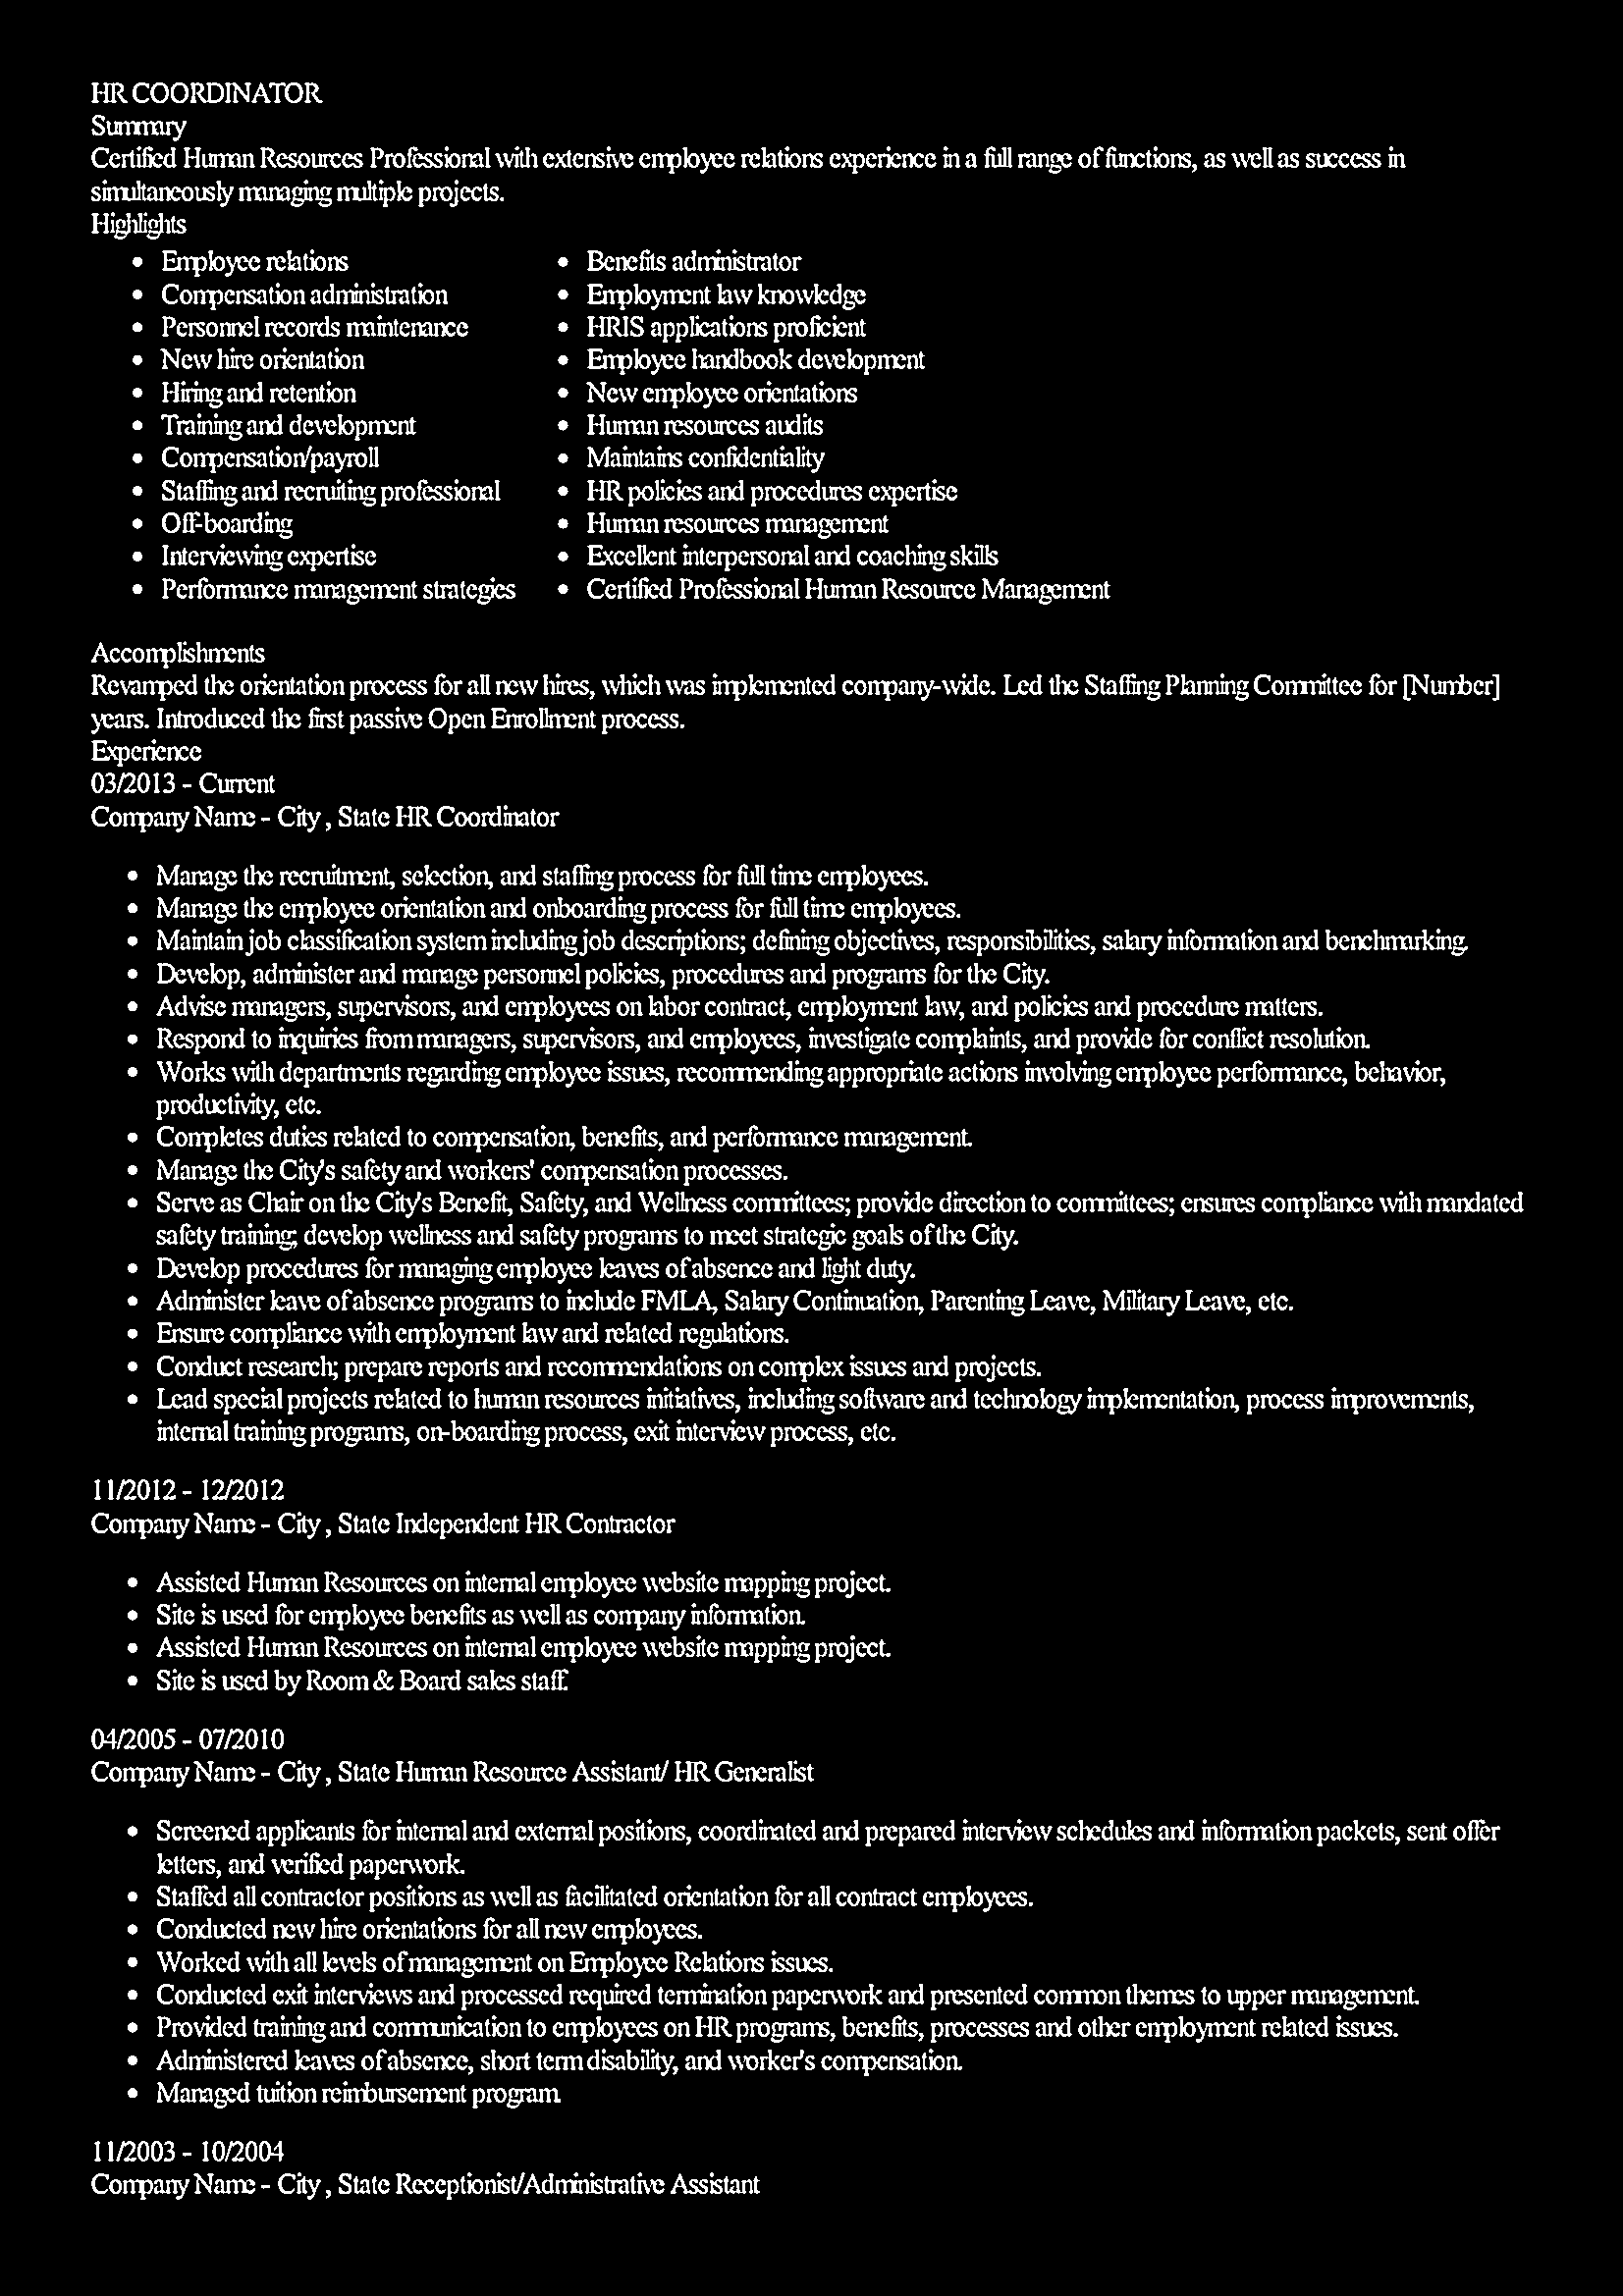 HR COORDINATOR
Summary
Certified Human Resources Professional with extensive employee relations experience in a full range of functions, as well as success in
simultaneously managing multiple projects.
Highlights
• Employee relations
• Compensation administration
• Personnel records maintenance
• New hire orientation
• Hiring and retention
• Training and development
• Compensation/payroll
• Staffing and recruiting professional
• Off-boarding
• Interviewing expertise
• Performance management strategies
• Benefits administrator
• Employment law knowledge
• HRIS applications proficient
• Employee handbook development
• New employee orientations
• Human resources audits
• Maintains confidentiality
• HR policies and procedures expertise
• Human resources management
• Excellent interpersonal and coaching skills
• Certified Professional Human Resource Management
Accomplishments
Revamped the orientation process for all new hires, which was implemented company-wide. Led the Staffing Planning Committee for [Number]
years. Introduced the first passive Open Enrollment process.
Experience
03/2013 - Current
Company Name - City , State HR Coordinator
• Manage the recruitment, selection, and staffing process for full time employees.
• Manage the employee orientation and onboarding process for full time employees.
• Maintain job classification system including job descriptions; defining objectives, responsibilities, salary information and benchmarking.
• Develop, administer and manage personnel policies, procedures and programs for the City.
• Advise managers, supervisors, and employees on labor contract, employment law, and policies and procedure matters.
• Respond to inquiries from managers, supervisors, and employees, investigate complaints, and provide for conflict resolution.
• Works with departments regarding employee issues, recommending appropriate actions involving employee performance, behavior,
productivity, etc.
• Completes duties related to compensation, benefits, and performance management.
• Manage the City's safety and workers' compensation processes.
• Serve as Chair on the City's Benefit, Safety, and Wellness committees; provide direction to committees; ensures compliance with mandated
safety training; develop wellness and safety programs to meet strategic goals of the City.
• Develop procedures for managing employee leaves of absence and light duty.
• Administer leave of absence programs to include FMLA, Salary Continuation, Parenting Leave, Military Leave, etc.
• Ensure compliance with employment law and related regulations.
• Conduct research; prepare reports and recommendations on complex issues and projects.
• Lead special projects related to human resources initiatives, including software and technology implementation, process improvements,
internal training programs, on-boarding process, exit interview process, etc.
11/2012 - 12/2012
Company Name - City , State Independent HR Contractor
• Assisted Human Resources on internal employee website mapping project.
• Site is used for employee benefits as well as company information.
• Assisted Human Resources on internal employee website mapping project.
• Site is used by Room & Board sales staff.
04/2005 - 07/2010
Company Name - City , State Human Resource Assistant/ HR Generalist
• Screened applicants for internal and external positions, coordinated and prepared interview schedules and information packets, sent offer
letters, and verified paperwork.
• Staffed all contractor positions as well as facilitated orientation for all contract employees.
• Conducted new hire orientations for all new employees.
• Worked with all levels of management on Employee Relations issues.
• Conducted exit interviews and processed required termination paperwork and presented common themes to upper management.
• Provided training and communication to employees on HR programs, benefits, processes and other employment related issues.
• Administered leaves of absence, short term disability, and worker's compensation.
• Managed tuition reimbursement program.
11/2003 - 10/2004
Company Name - City , State Receptionist/Administrative Assistant